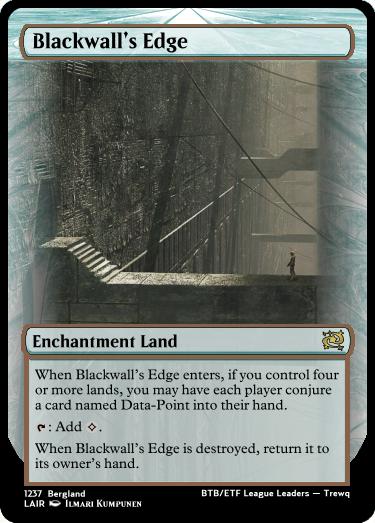 Blackwall's Edge
Enchantment Land
When Blackwall's Edge enters, if you control four
or more lands, you may have each player conjure
a card named Data-Point into their hand.
: Add .
When Blackwall's Edge is destroyed, return it to
its owner's hand.
1237 Bergland
BTB/ETF League Leaders — Trewq
LAIR Ilmari Kumpunen